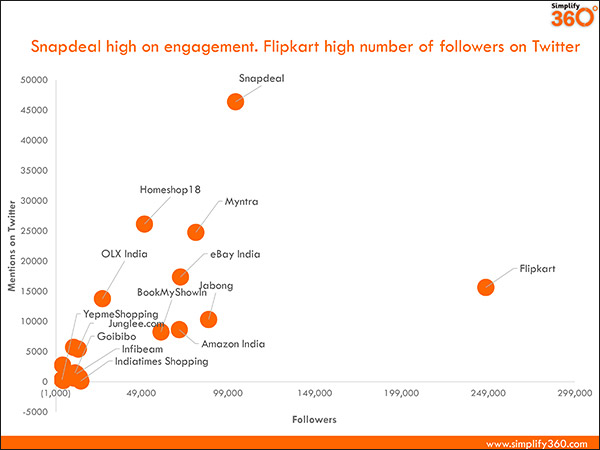 Simplify
360°
Snapdeal high on engagement. Flipkart high number of followers on Twitter
50000
45000
40000
35000
30000
25000
20000
15000
10000
5000
0
-5000
Mentions on Twitter
Snapdeal
Homeshop18
Myntra
OLX India
eBay India
Flipkart
BookMyShowIn
Jabong
YepmeShopping
Junglee.com
Goibibo
Amazon India
Infibeam
Indiatimes Shopping
(1,000) 49,000 99,000 149,000 199,000 249,000 299,000
Followers
www.simplify360.com